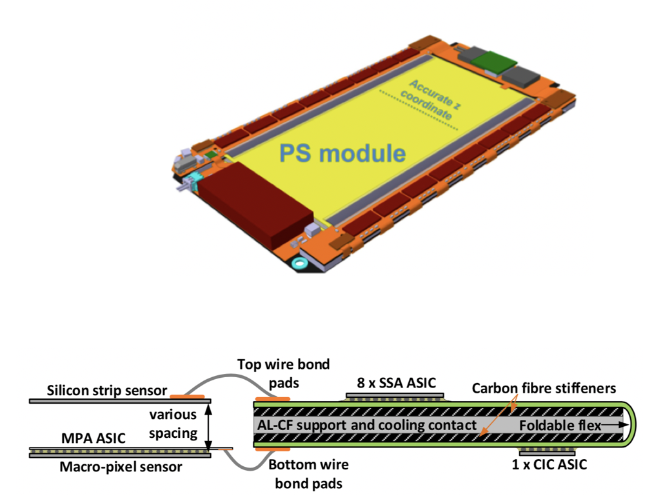 Accurate z
coordinate
PS module
Top wire bond
pads
8 x SSA ASIC
Carbon fibre stiffeners
Silicon strip sensor
various
spacing
AL-CF support and cooling contact
Foldable flex
MPA ASIC
Macro-pixel sensor
Bottom wire
bond pads
1 x CIC ASIC